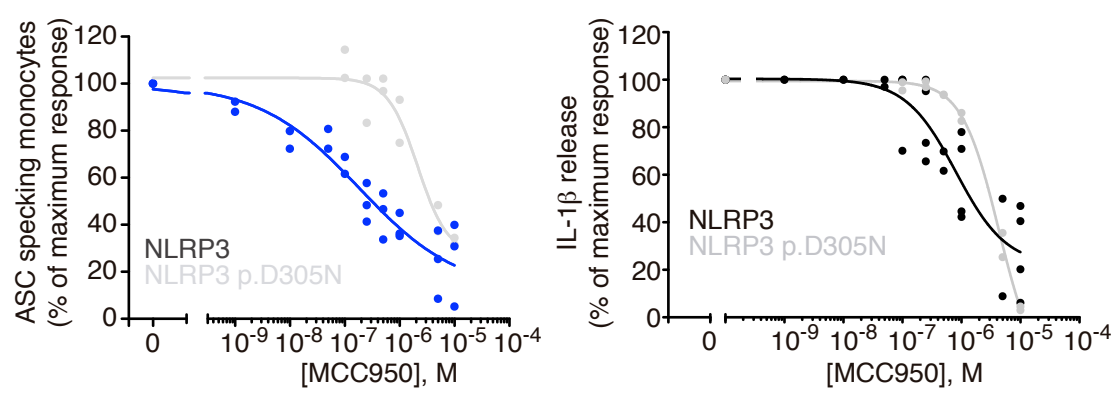 ASC specking monocytes
(% of maximum response)
120
100
80
60
40
20
0
NLRP3
NLRP3 p.D305N
0 10⁻⁹ 10⁻⁸ 10⁻⁷ 10⁻⁶ 10⁻⁵ 10⁻⁴
[MCC950], M
IL-1β release
(% of maximum response)
120
100
80
60
40
20
0
NLRP3
NLRP3 p.D305N
0 10⁻⁹ 10⁻⁸ 10⁻⁷ 10⁻⁶ 10⁻⁵ 10⁻⁴
[MCC950], M